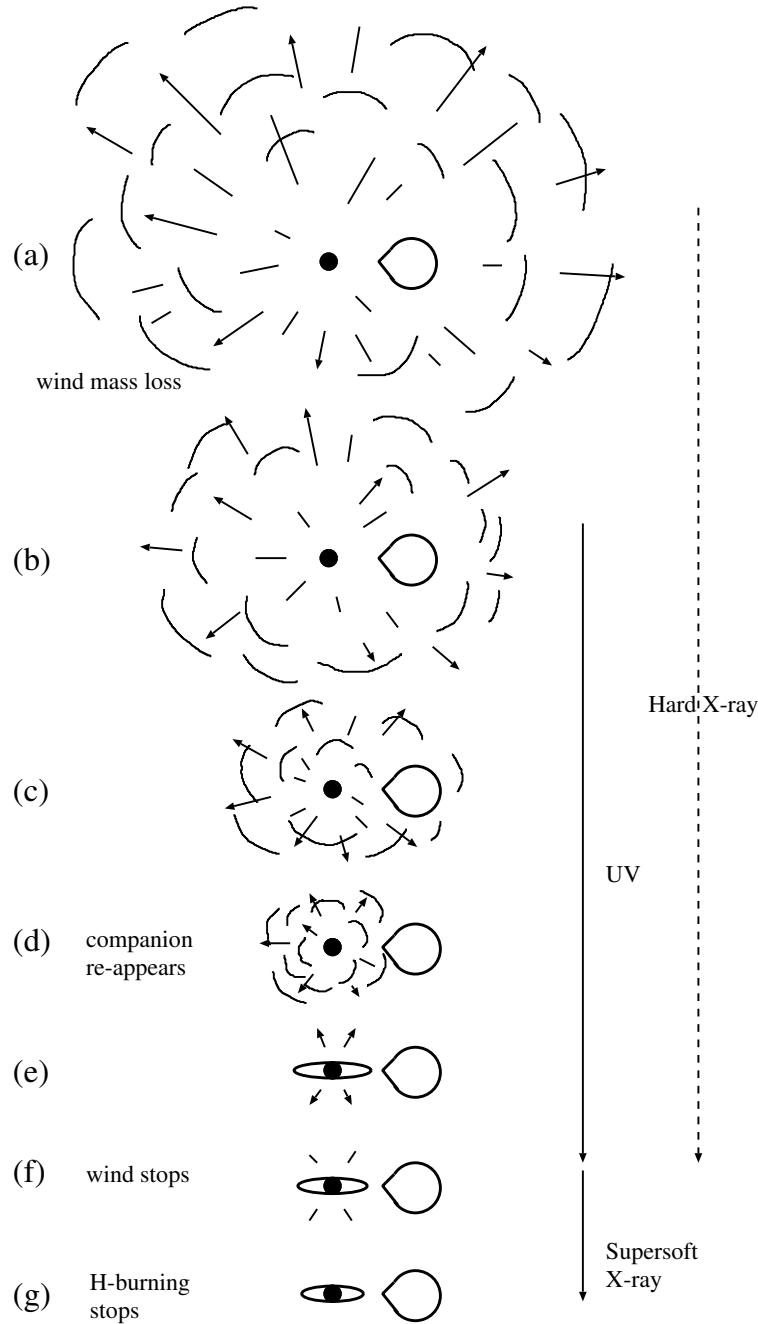 (a)
wind mass loss
(b)
Hard X-ray
(c)
UV
(d)
companion
re-appears
(e)
(f)
wind stops
Supersoft
X-ray
(g)
H-burning
stops